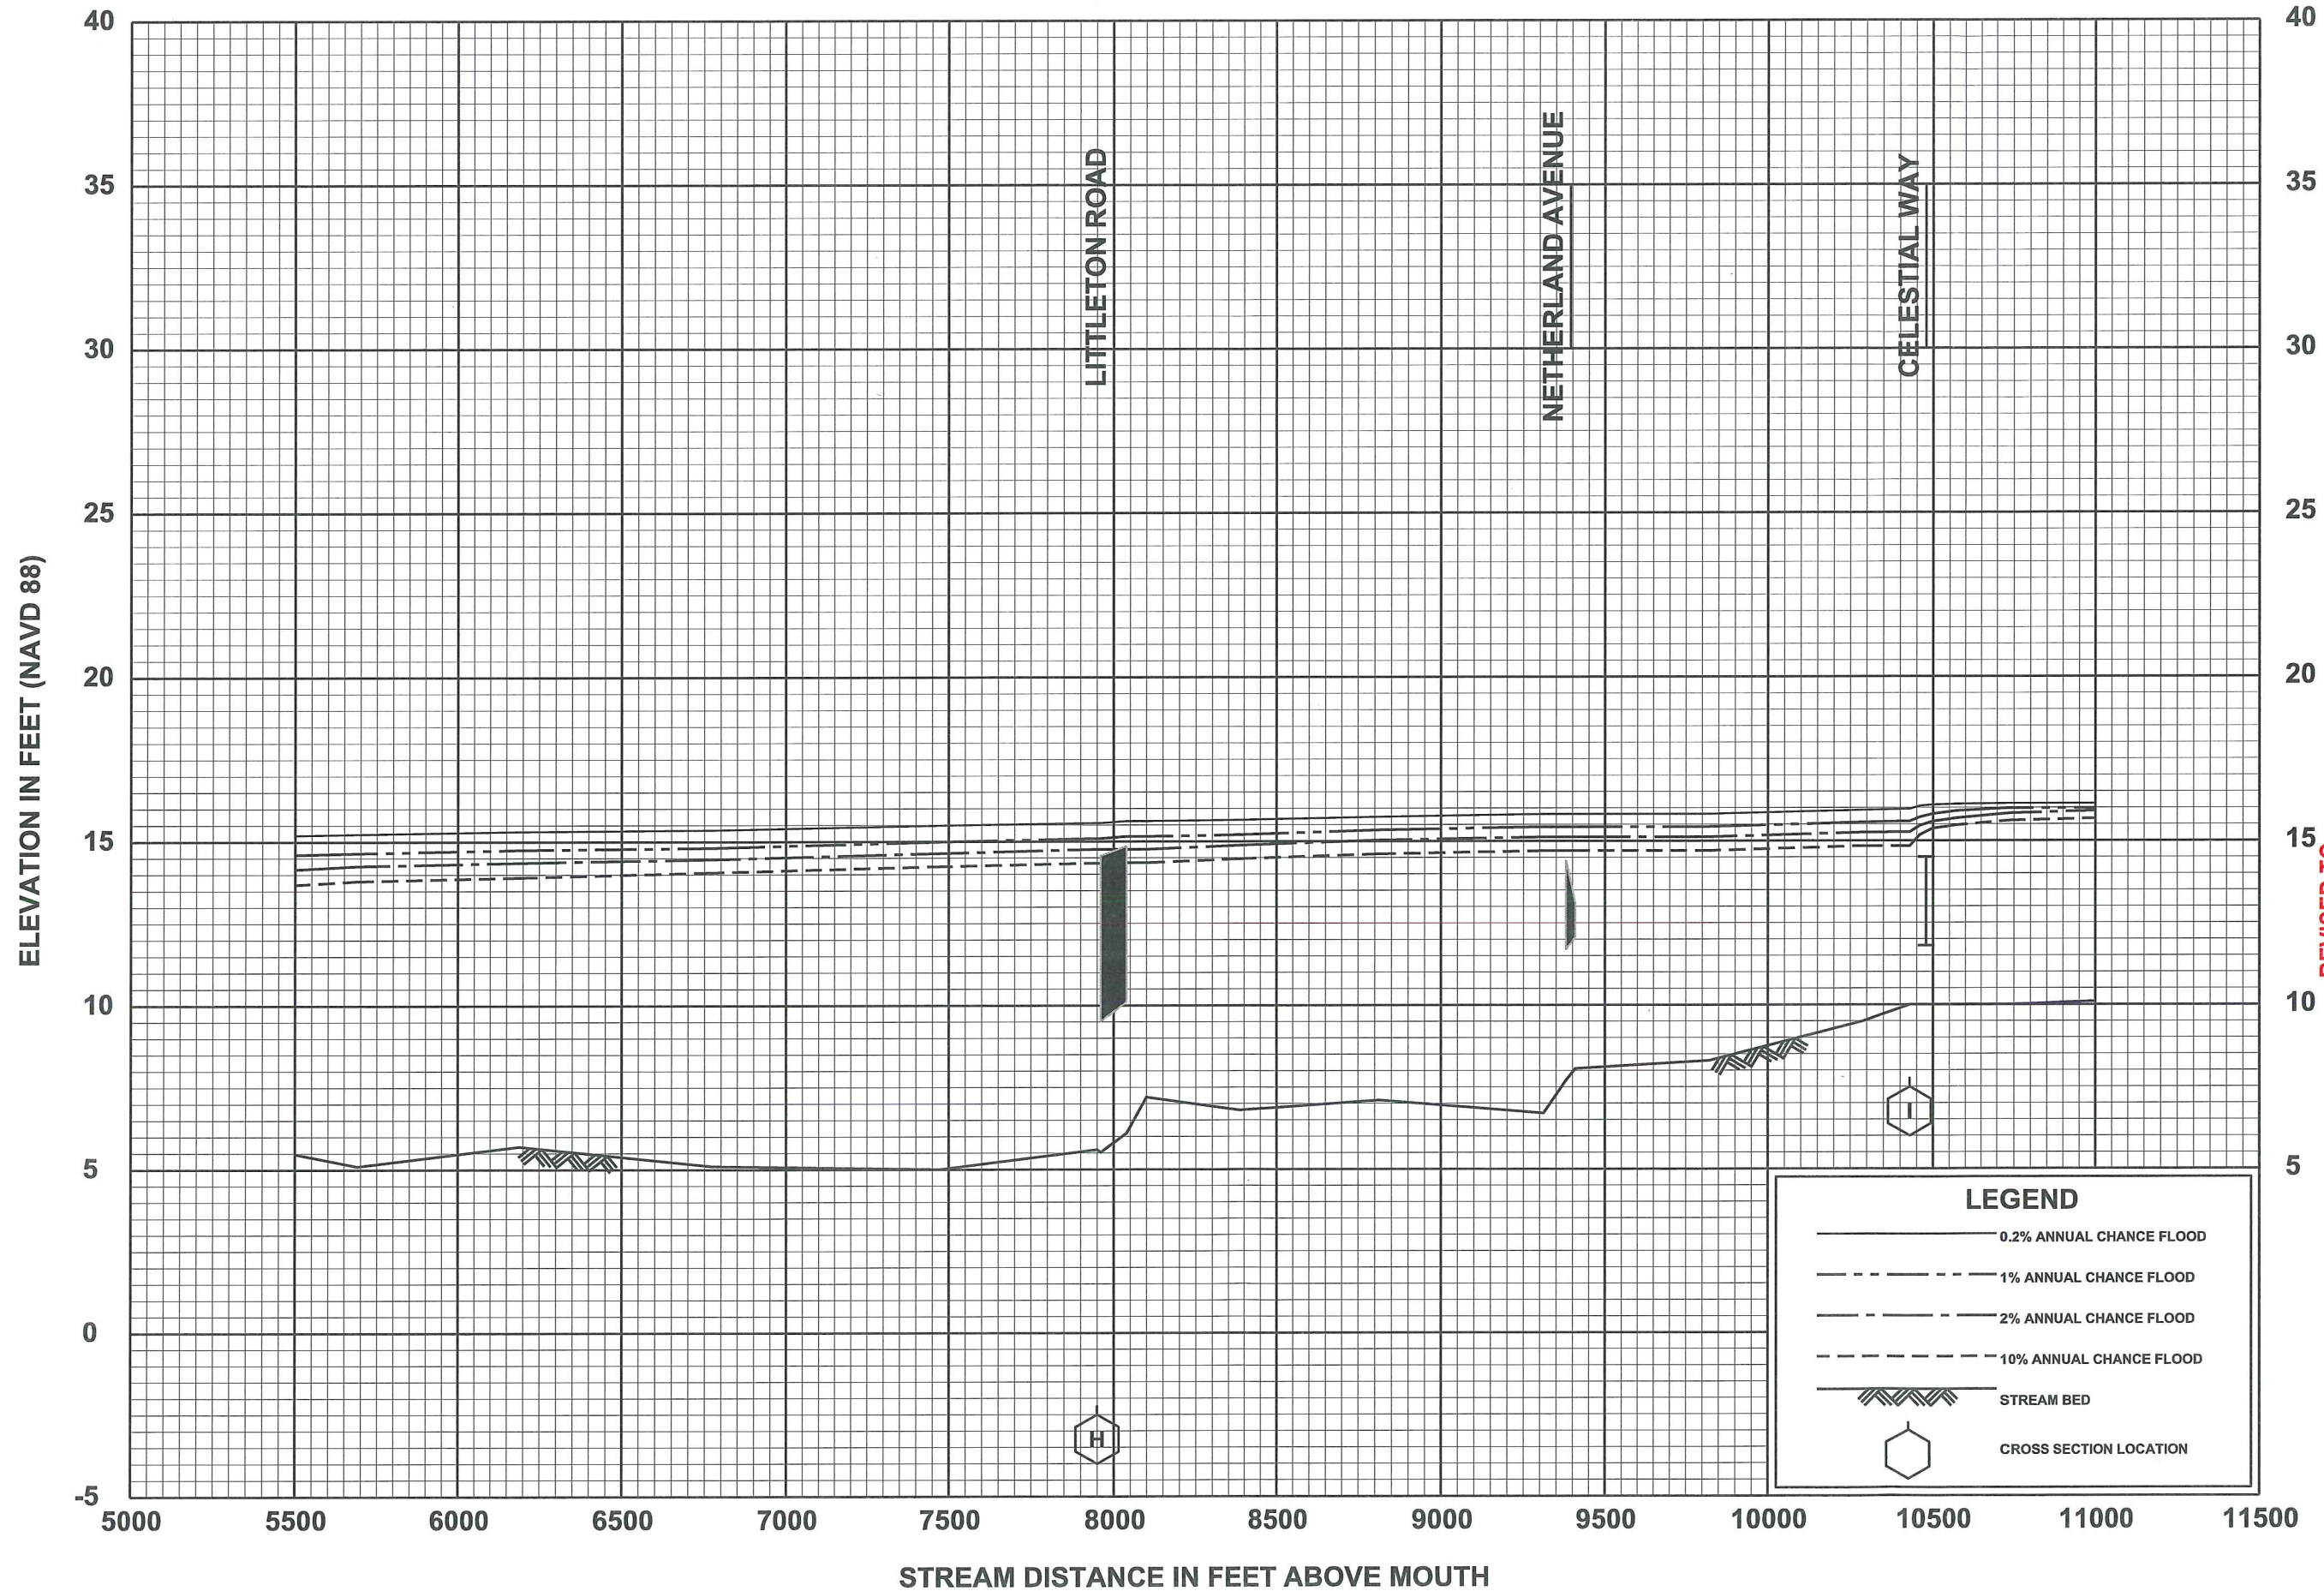 40
35
30
25
20
15
10
5
0
-5
ELEVATION IN FEET (NAVD 88)
LITTLETON ROAD
NETHERLAND AVENUE
CELESTIAL WAY
40
35
30
25
20
15
10
5
H
I
LEGEND
0.2% ANNUAL CHANCE FLOOD
1% ANNUAL CHANCE FLOOD
2% ANNUAL CHANCE FLOOD
10% ANNUAL CHANCE FLOOD
STREAM BED
CROSS SECTION LOCATION
5000 5500 6000 6500 7000 7500 8000 8500 9000 9500 10000 10500 11000 11500
STREAM DISTANCE IN FEET ABOVE MOUTH